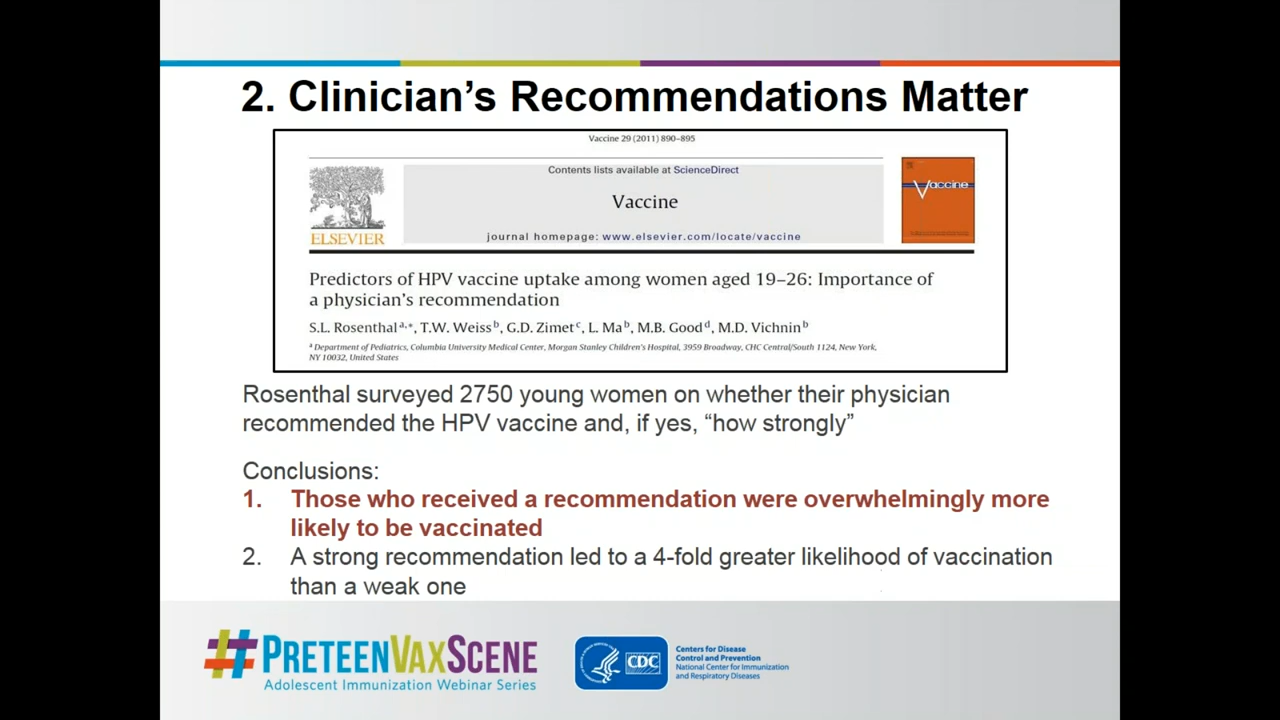 2. Clinician's Recommendations Matter
Vaccine 29 (2011) 890–895
Contents lists available at ScienceDirect
Vaccine
journal homepage: www.elsevier.com/locate/vaccine
ELSEVIER
Vaccine
Predictors of HPV vaccine uptake among women aged 19–26: Importance of
a physician's recommendation
S.L. Rosenthal a,*, T.W. Weiss b, G.D. Zimet c, L. Ma b, M.B. Good d, M.D. Vichnin b
a Department of Pediatrics, Columbia University Medical Center, Morgan Stanley Children's Hospital, 3959 Broadway, CHC Central/South 1124, New York,
NY 10032, United States
Rosenthal surveyed 2750 young women on whether their physician
recommended the HPV vaccine and, if yes, “how strongly”
Conclusions:
1. Those who received a recommendation were overwhelmingly more
likely to be vaccinated
2. A strong recommendation led to a 4-fold greater likelihood of vaccination
than a weak one
#PRETEENVAXSCENE
Adolescent Immunization Webinar Series
CDC
Centers for Disease
Control and Prevention
National Center for Immunization
and Respiratory Diseases